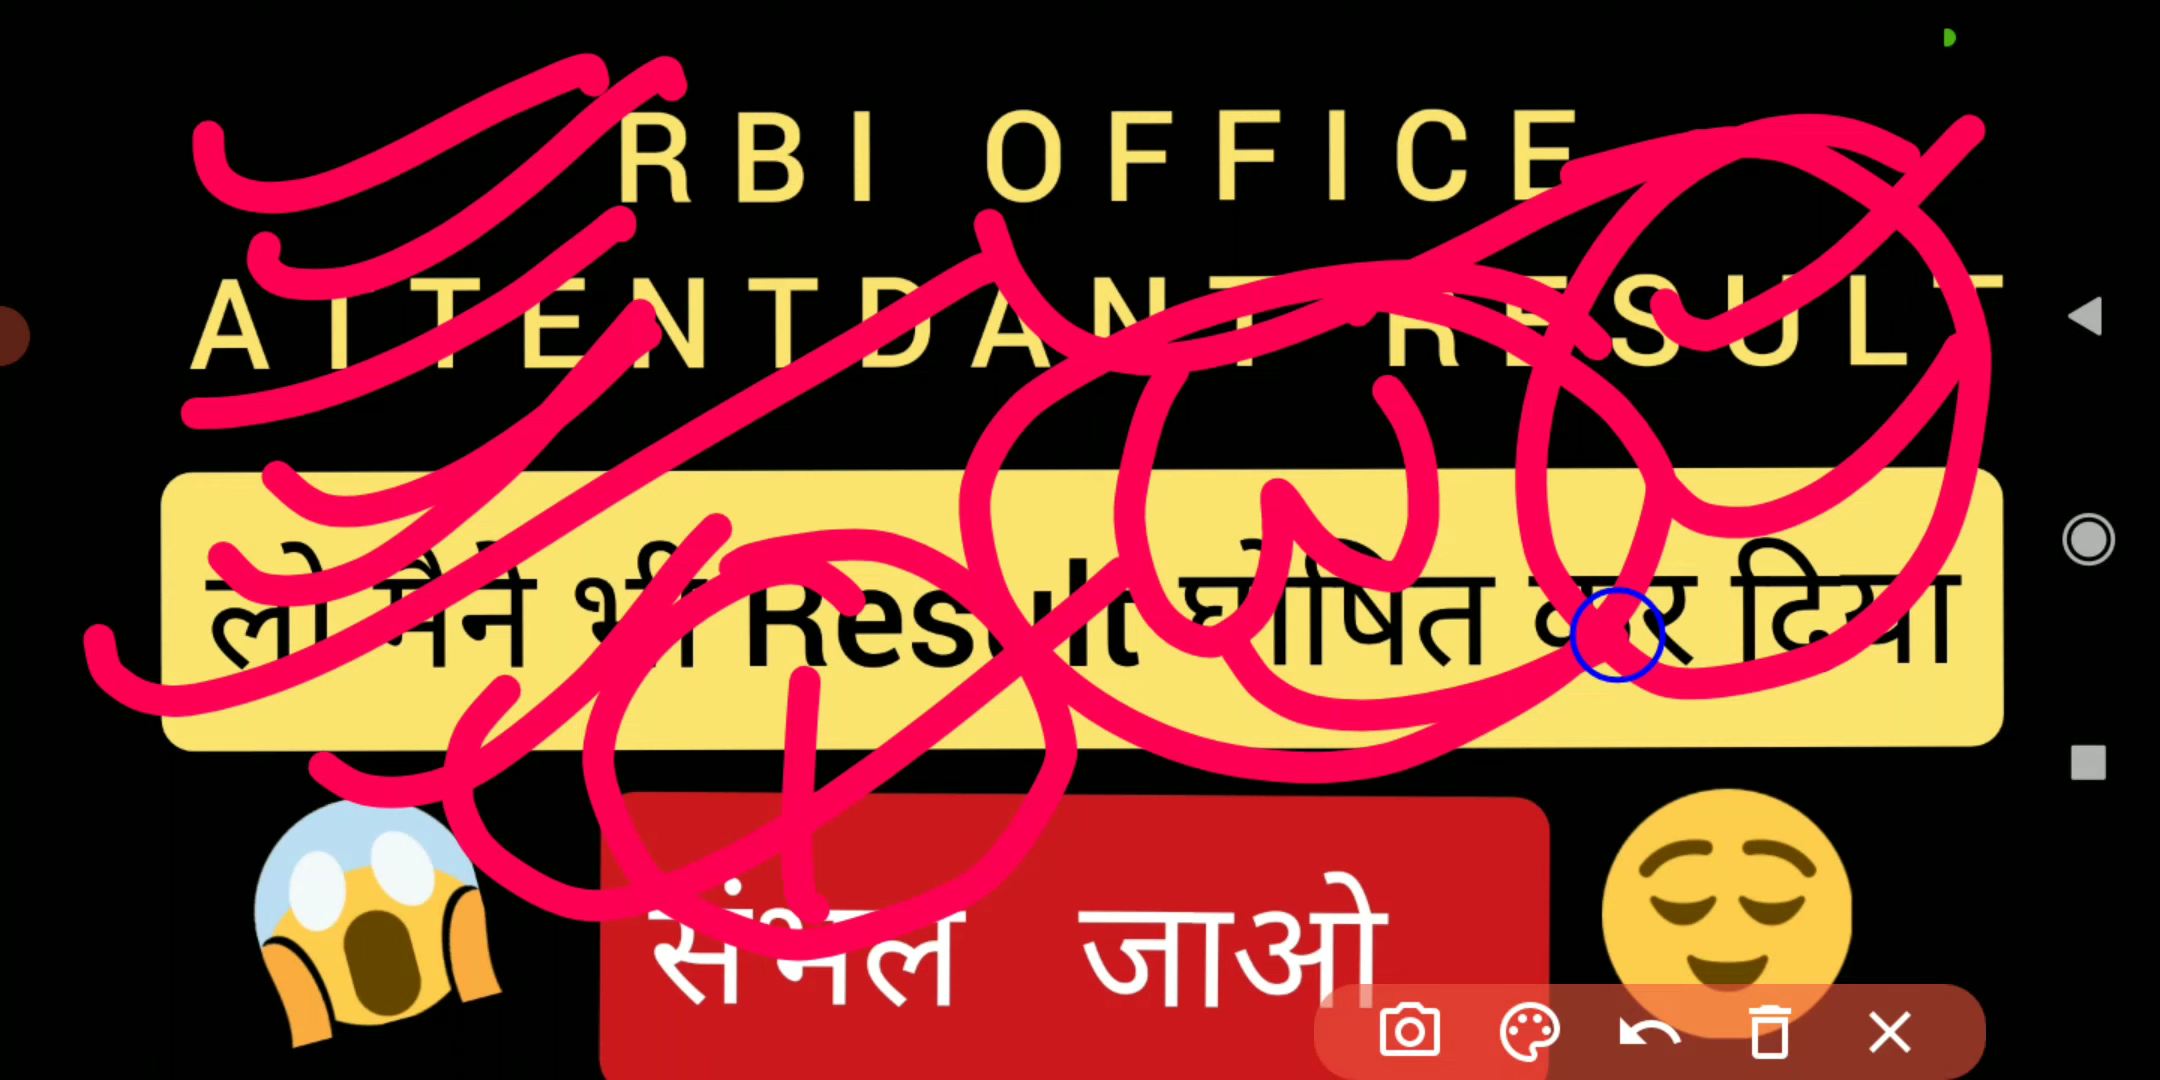 RBI OFFICE
ATTENTDANT RESULT
लो मैने भी Result घोषित कर दिया
संभल जाओ